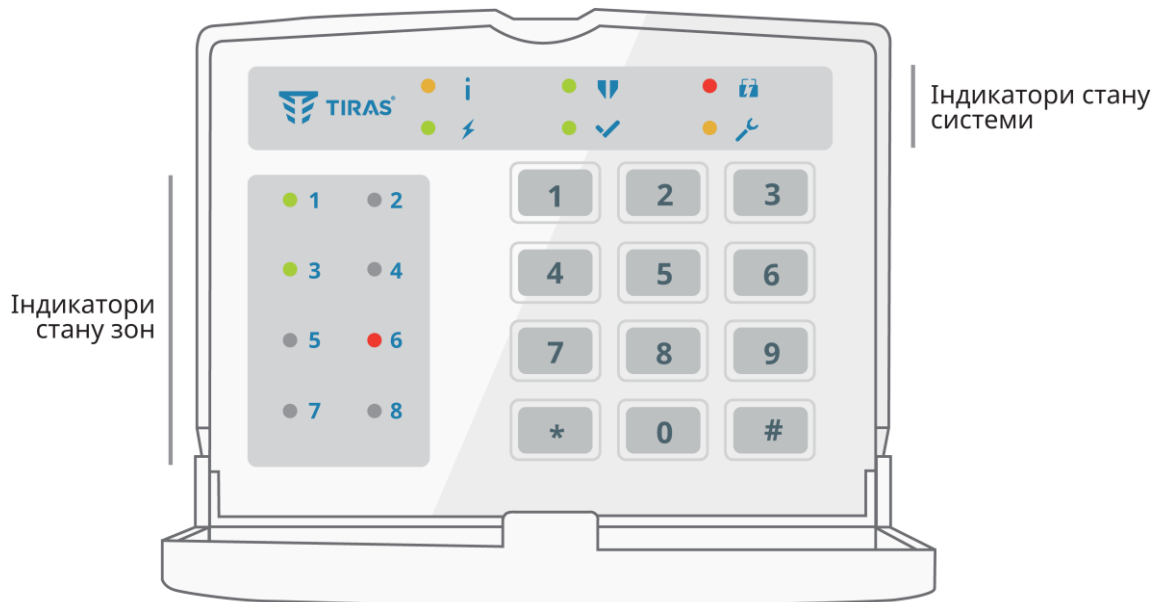 TIRAS®
i
Індикатори стану
системи
1 2
3 4
5 6
7 8
Індикатори
стану зон
1 2 3
4 5 6
7 8 9
* 0 #